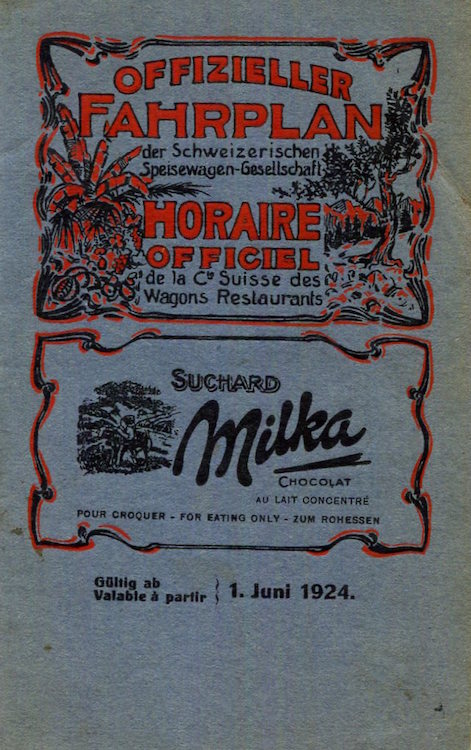 OFFIZIELLER
FAHRPLAN
der Schweizerischen
Speisewagen-Gesellschaft
HORAIRE
OFFICIEL
de la Cie Suisse des
Wagons Restaurants
SUCHARD
Milka
CHOCOLAT
AU LAIT CONCENTRÉ
POUR CROQUER - FOR EATING ONLY - ZUM ROHESSEN
Gültig ab
Valable à partir } 1. Juni 1924.